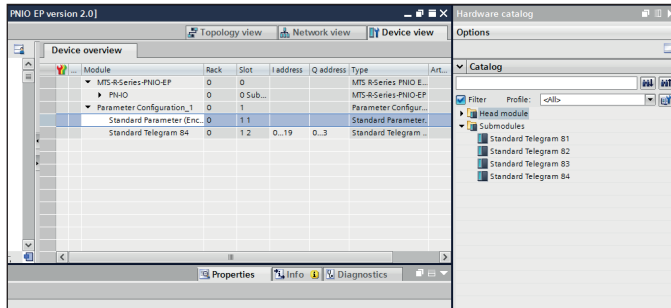 PNIO EP version 2.0]
Hardware catalog
Topology view Network view Device view
Options
Device overview
Catalog
... Module Rack Slot I address Q address Type Art...
MTS-R-Series-PNIO-EP 0 0 MTS R-Series PNIO E...
PN-IO 0 0 Sub... MTS-R-Series-PNIO-EP
Parameter Configuration_1 0 1 Parameter Configur...
Standard Parameter (Enc... 0 1 1 Standard Parameter.
Standard Telegram 84 0 1 2 0...19 0...3 Standard Telegram ..
Filter Profile: <All>
Head module
Submodules
Standard Telegram 81
Standard Telegram 82
Standard Telegram 83
Standard Telegram 84
Properties Info Diagnostics